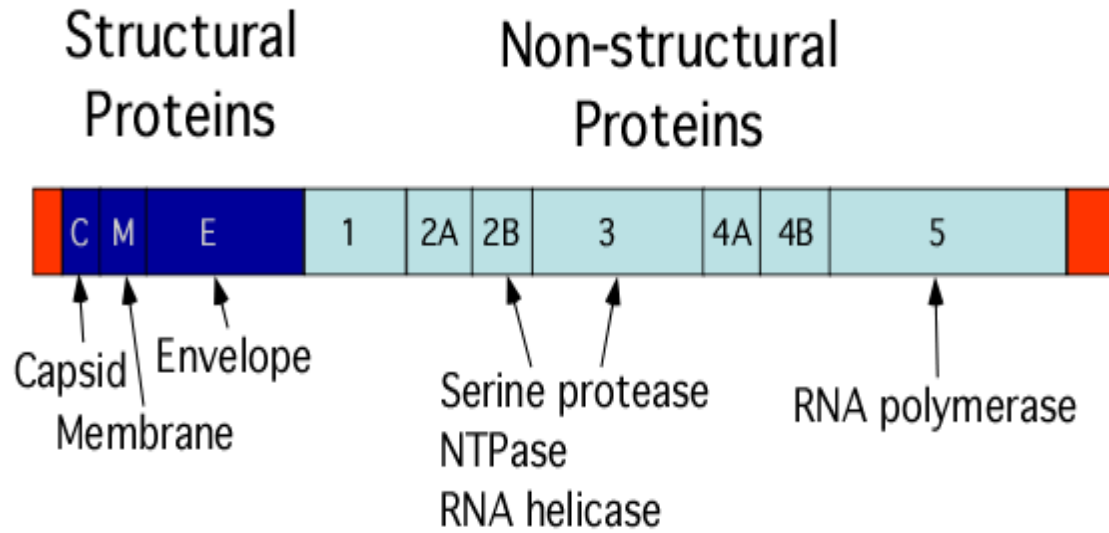 Structural
Proteins
Non-structural
Proteins
C M E 1 2A 2B 3 4A 4B 5
Capsid
Membrane
Envelope
Serine protease
NTPase
RNA helicase
RNA polymerase